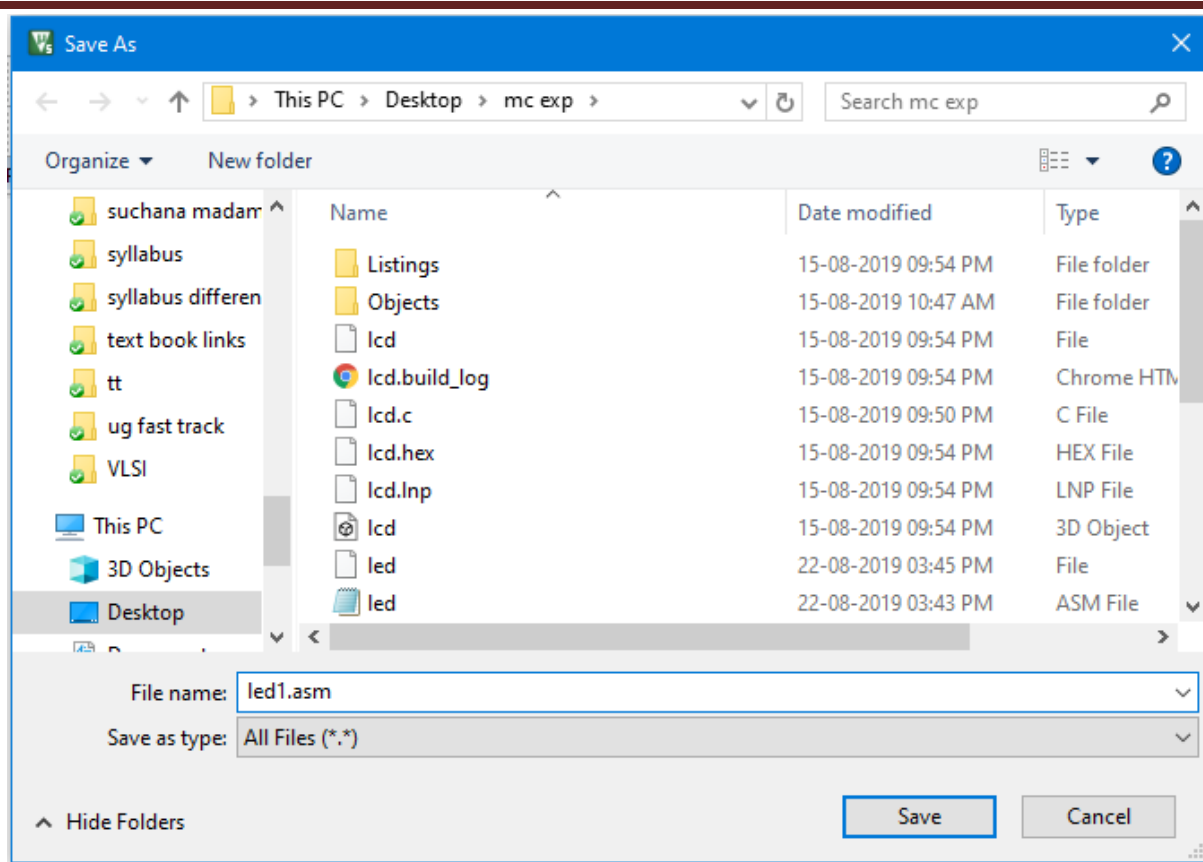 Save As
This PC > Desktop > mc exp >
Search mc exp
Organize
New folder
suchana madam
syllabus
syllabus differen
text book links
tt
ug fast track
VLSI
This PC
3D Objects
Desktop
Name Date modified Type
Listings 15-08-2019 09:54 PM File folder
Objects 15-08-2019 10:47 AM File folder
lcd 15-08-2019 09:54 PM File
lcd.build_log 15-08-2019 09:54 PM Chrome HTM
lcd.c 15-08-2019 09:50 PM C File
lcd.hex 15-08-2019 09:54 PM HEX File
lcd.lnp 15-08-2019 09:54 PM LNP File
lcd 15-08-2019 09:54 PM 3D Object
led 22-08-2019 03:45 PM File
led 22-08-2019 03:43 PM ASM File
File name: led1.asm
Save as type: All Files (*.*)
Hide Folders
Save
Cancel